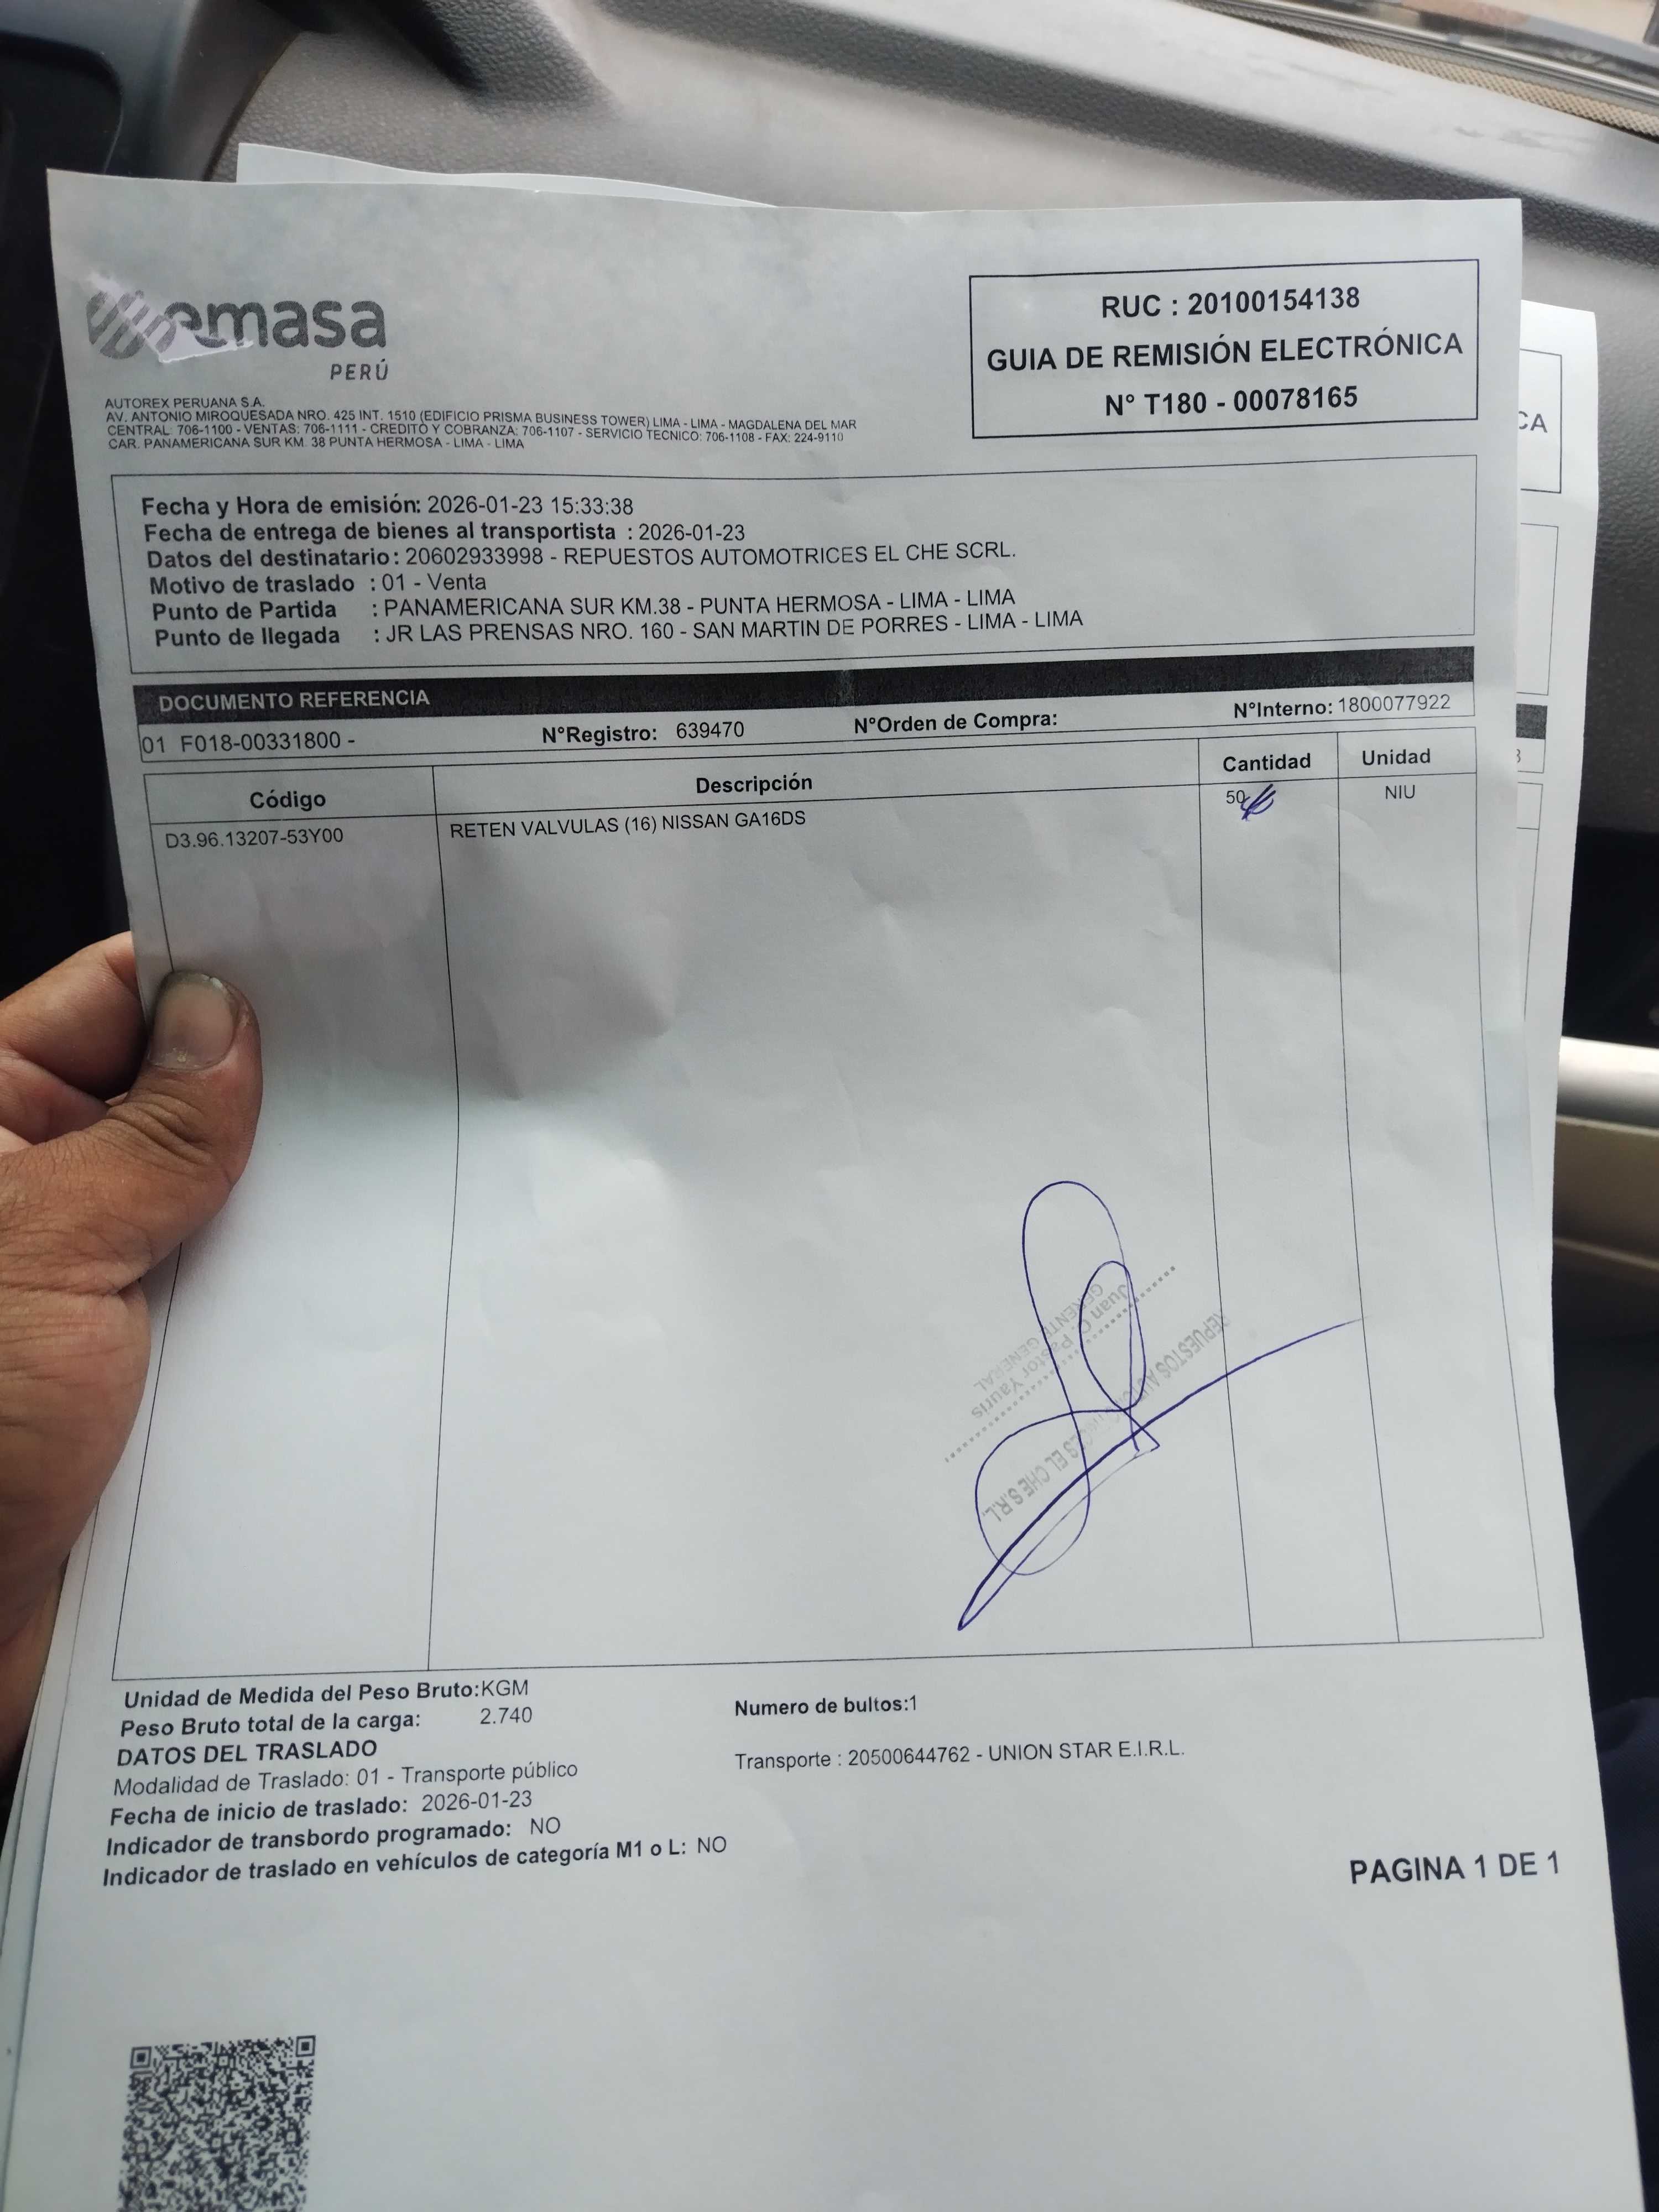 emasa
PERÚ
AUTOREX PERUANA S.A.
AV. ANTONIO MIROQUESADA NRO. 425 INT. 1510 (EDIFICIO PRISMA BUSINESS TOWER) LIMA - LIMA - MAGDALENA DEL MAR
CENTRAL: 706-1100 - VENTAS: 706-1111 - CREDITO Y COBRANZA: 706-1107 - SERVICIO TECNICO: 706-1108 - FAX: 224-9110
CAR. PANAMERICANA SUR KM. 38 PUNTA HERMOSA - LIMA - LIMA
RUC : 20100154138
GUIA DE REMISIÓN ELECTRÓNICA
N° T180 - 00078165
CA
Fecha y Hora de emisión: 2026-01-23 15:33:38
Fecha de entrega de bienes al transportista : 2026-01-23
Datos del destinatario: 20602933998 - REPUESTOS AUTOMOTRICES EL CHE SCRL.
Motivo de traslado : 01 - Venta
Punto de Partida : PANAMERICANA SUR KM.38 - PUNTA HERMOSA - LIMA - LIMA
Punto de llegada : JR LAS PRENSAS NRO. 160 - SAN MARTIN DE PORRES - LIMA - LIMA
DOCUMENTO REFERENCIA
01 F018-00331800 - N°Registro: 639470 N°Orden de Compra: N°Interno: 1800077922
Código Descripción Cantidad Unidad
D3.96.13207-53Y00 RETEN VALVULAS (16) NISSAN GA16DS 50 NIU
REPUESTOS AUTOMOTRICES EL CHE S.R.L.
Juan C. Pastor Yauris
GERENTE GENERAL
Unidad de Medida del Peso Bruto:KGM
Peso Bruto total de la carga: 2.740
Numero de bultos:1
DATOS DEL TRASLADO
Modalidad de Traslado: 01 - Transporte público
Transporte : 20500644762 - UNION STAR E.I.R.L.
Fecha de inicio de traslado: 2026-01-23
Indicador de transbordo programado: NO
Indicador de traslado en vehículos de categoría M1 o L: NO
PAGINA 1 DE 1